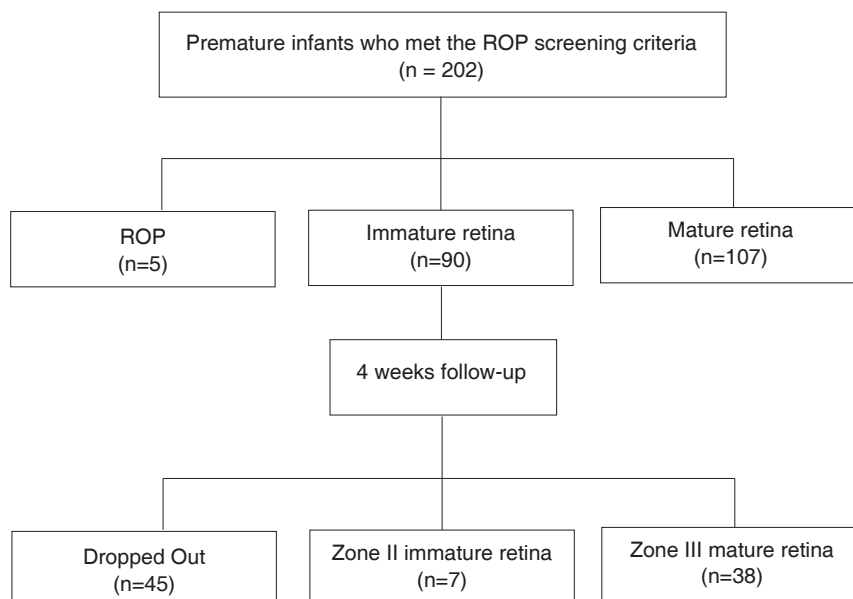 Premature infants who met the ROP screening criteria
(n = 202)
ROP
(n=5)
Immature retina
(n=90)
Mature retina
(n=107)
4 weeks follow-up
Dropped Out
(n=45)
Zone II immature retina
(n=7)
Zone III mature retina
(n=38)